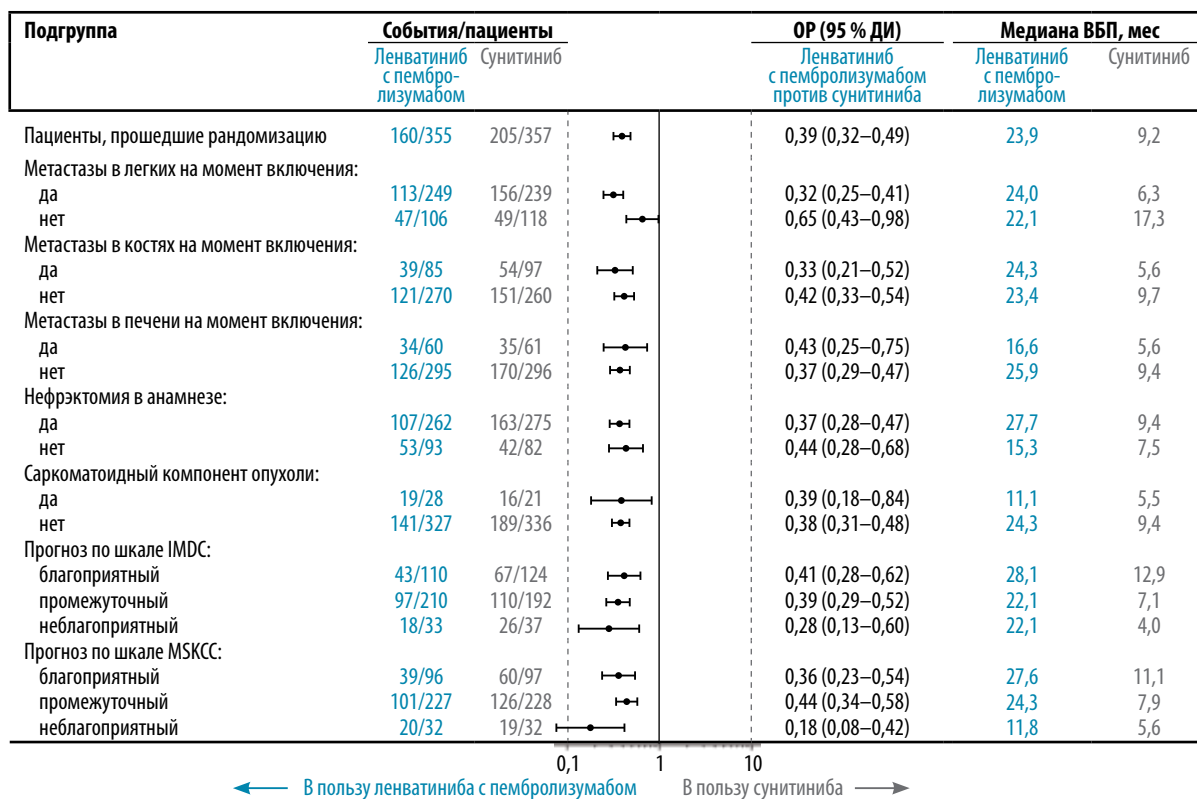 Подгруппа События/пациенты ОР (95 % ДИ) Медиана ВБП, мес
Ленватиниб Сунитиниб Ленватиниб Ленватиниб Сунитиниб
с пембро- с пембролизумабом с пембро-
лизумабом против сунитиниба лизумабом
Пациенты, прошедшие рандомизацию 160/355 205/357 0,39 (0,32–0,49) 23,9 9,2
Метастазы в легких на момент включения:
да 113/249 156/239 0,32 (0,25–0,41) 24,0 6,3
нет 47/106 49/118 0,65 (0,43–0,98) 22,1 17,3
Метастазы в костях на момент включения:
да 39/85 54/97 0,33 (0,21–0,52) 24,3 5,6
нет 121/270 151/260 0,42 (0,33–0,54) 23,4 9,7
Метастазы в печени на момент включения:
да 34/60 35/61 0,43 (0,25–0,75) 16,6 5,6
нет 126/295 170/296 0,37 (0,29–0,47) 25,9 9,4
Нефрэктомия в анамнезе:
да 107/262 163/275 0,37 (0,28–0,47) 27,7 9,4
нет 53/93 42/82 0,44 (0,28–0,68) 15,3 7,5
Саркоматоидный компонент опухоли:
да 19/28 16/21 0,39 (0,18–0,84) 11,1 5,5
нет 141/327 189/336 0,38 (0,31–0,48) 24,3 9,4
Прогноз по шкале IMDC:
благоприятный 43/110 67/124 0,41 (0,28–0,62) 28,1 12,9
промежуточный 97/210 110/192 0,39 (0,29–0,52) 22,1 7,1
неблагоприятный 18/33 26/37 0,28 (0,13–0,60) 22,1 4,0
Прогноз по шкале MSKCC:
благоприятный 39/96 60/97 0,36 (0,23–0,54) 27,6 11,1
промежуточный 101/227 126/228 0,44 (0,34–0,58) 24,3 7,9
неблагоприятный 20/32 19/32 0,18 (0,08–0,42) 11,8 5,6
0,1 1 10
В пользу ленватиниба с пембролизумабом В пользу сунитиниба